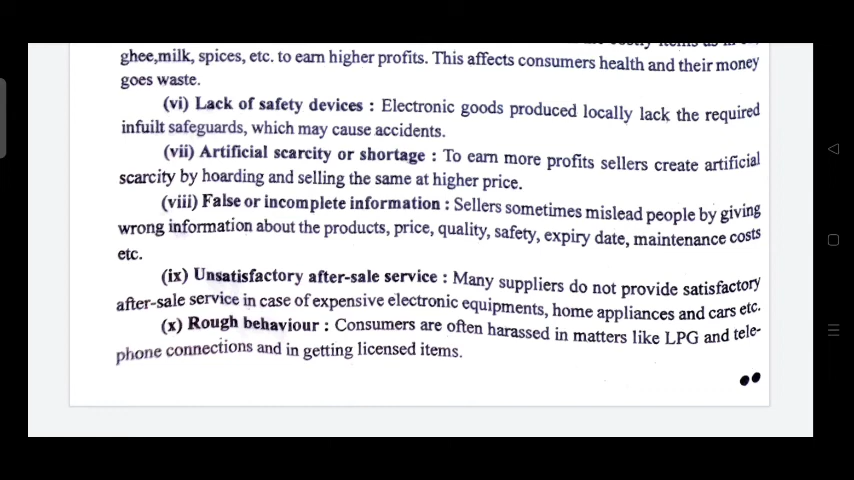 ghee,milk, spices, etc. to earn higher profits. This affects consumers health and their money
goes waste.
(vi) Lack of safety devices : Electronic goods produced locally lack the required
infuilt safeguards, which may cause accidents.
(vii) Artificial scarcity or shortage : To earn more profits sellers create artificial
scarcity by hoarding and selling the same at higher price.
(viii) False or incomplete information : Sellers sometimes mislead people by giving
wrong information about the products, price, quality, safety, expiry date, maintenance costs
etc.
(ix) Unsatisfactory after-sale service : Many suppliers do not provide satisfactory
after-sale service in case of expensive electronic equipments, home appliances and cars etc.
(x) Rough behaviour : Consumers are often harassed in matters like LPG and tele-
phone connections and in getting licensed items.